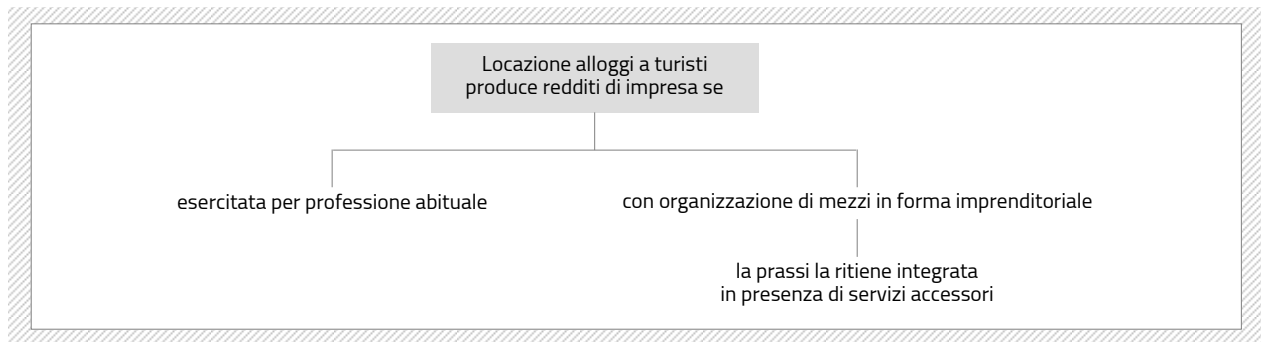 Locazione alloggi a turisti
produce redditi di impresa se
esercitata per professione abituale
con organizzazione di mezzi in forma imprenditoriale
la prassi la ritiene integrata
in presenza di servizi accessori